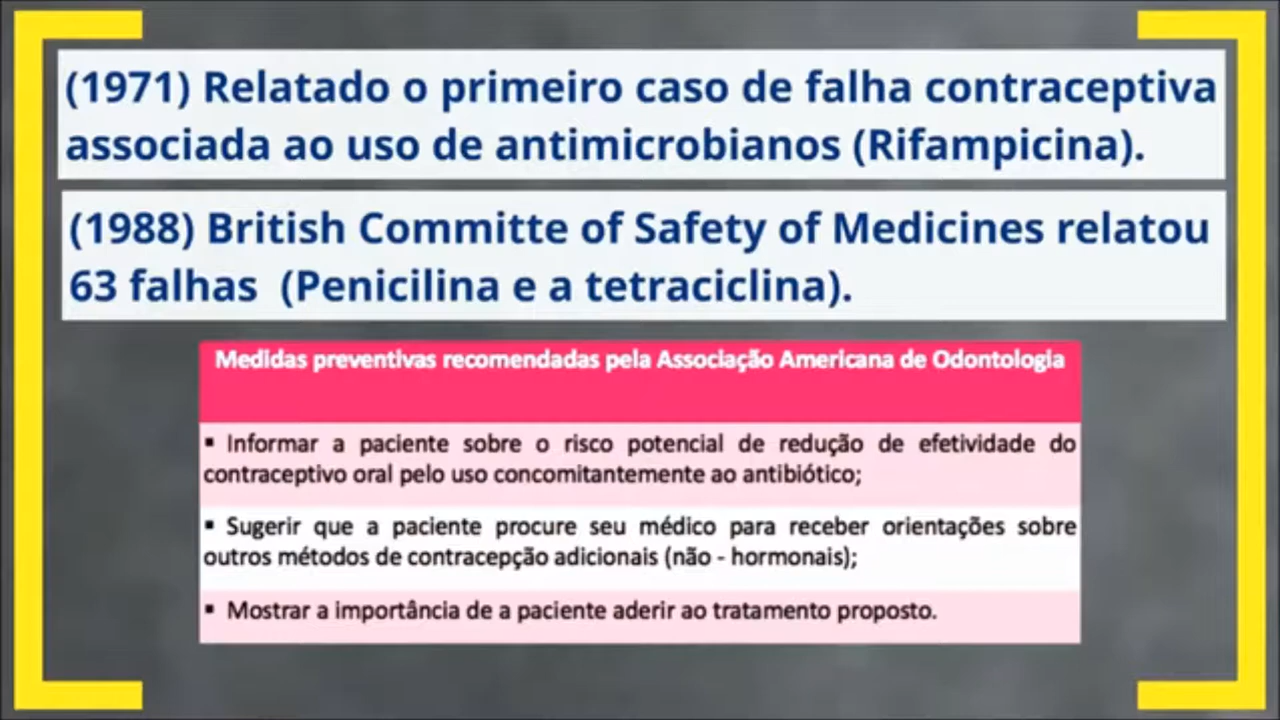 (1971) Relatado o primeiro caso de falha contraceptiva
associada ao uso de antimicrobianos (Rifampicina).
(1988) British Committe of Safety of Medicines relatou
63 falhas (Penicilina e a tetraciclina).
Medidas preventivas recomendadas pela Associação Americana de Odontologia
▪ Informar a paciente sobre o risco potencial de redução de efetividade do
contraceptivo oral pelo uso concomitantemente ao antibiótico;
▪ Sugerir que a paciente procure seu médico para receber orientações sobre
outros métodos de contracepção adicionais (não - hormonais);
▪ Mostrar a importância de a paciente aderir ao tratamento proposto.